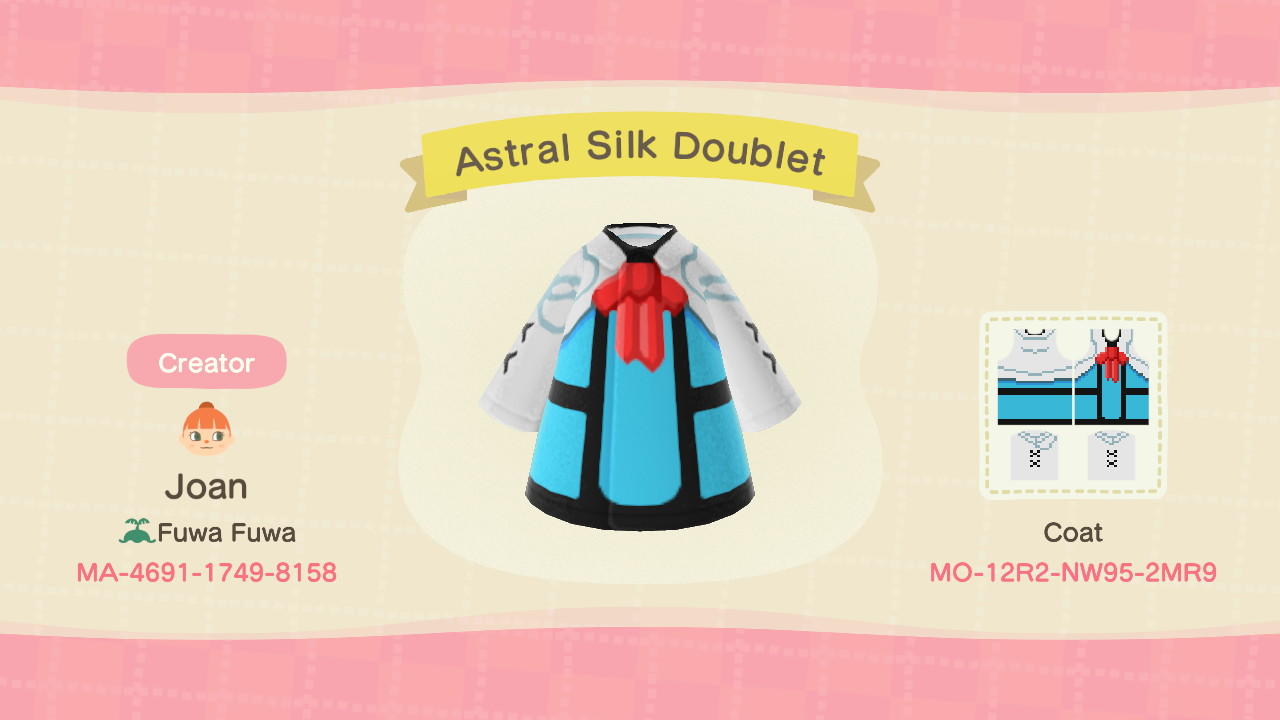 Astral Silk Doublet
Creator
Joan
Fuwa Fuwa
MA-4691-1749-8158
Coat
MO-12R2-NW95-2MR9